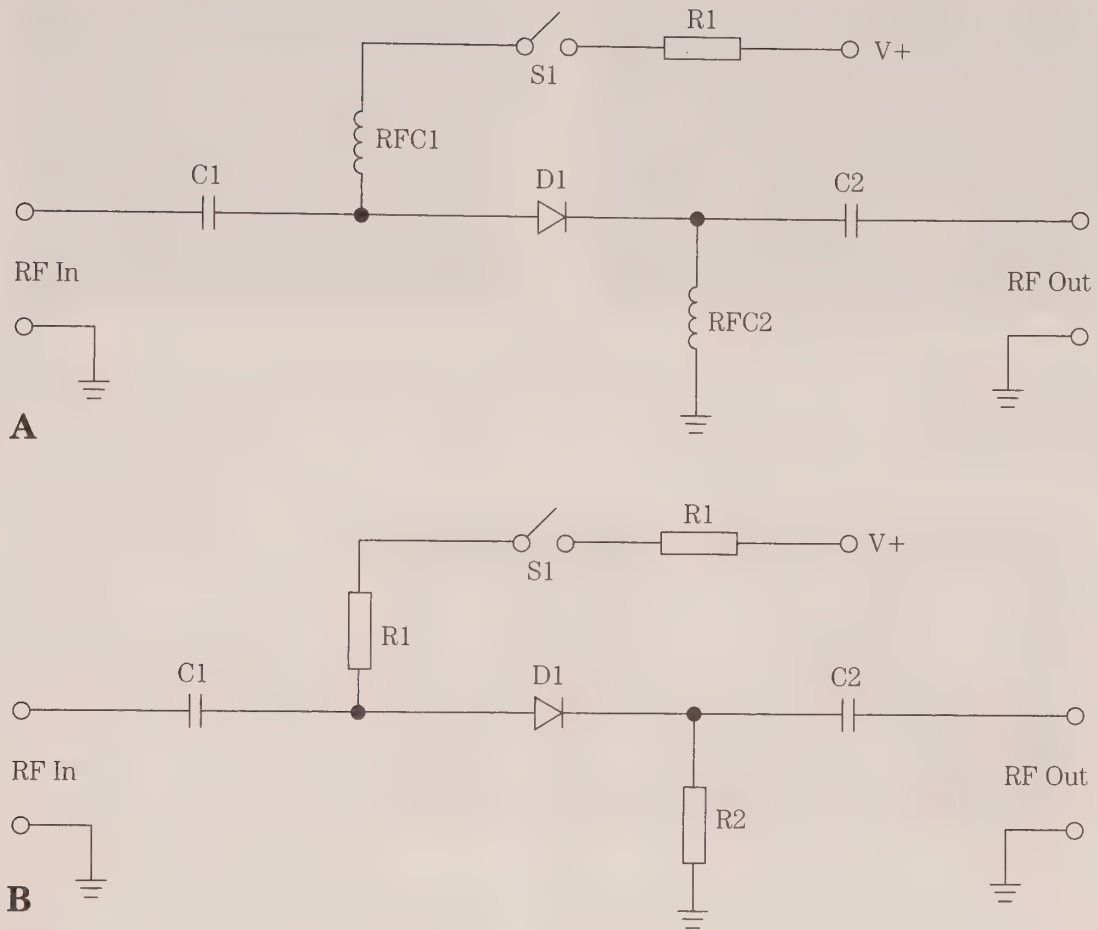 R1
V+
S1
RFC1
C1
D1
C2
RF In
RF Out
RFC2
A
R1
V+
S1
R1
C1
D1
C2
RF In
RF Out
R2
B